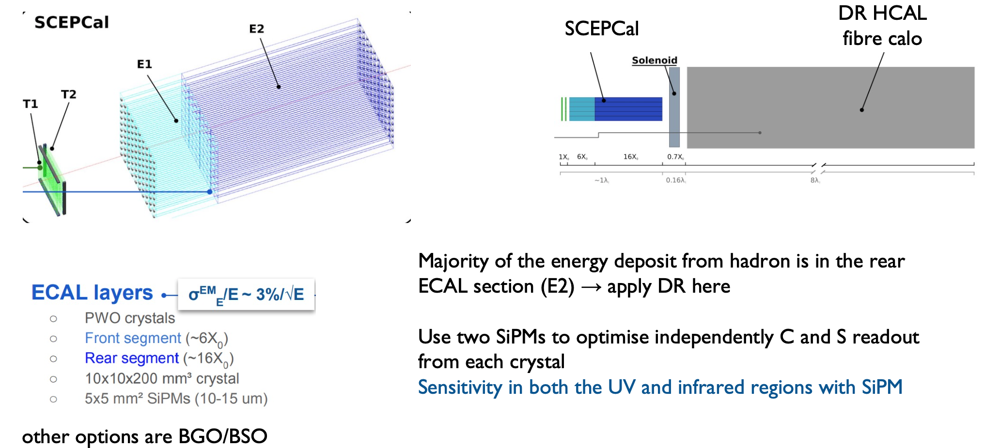 SCEPCal
E2
E1
T2
T1
SCEPCal
DR HCAL
fibre calo
Solenoid
1X₀ 6X₀ 16X₀ 0.7X₀
~1λᵢ 0.16λᵢ 8λᵢ
ECAL layers
σᴱᴹ_E/E ~ 3%/√E
○ PWO crystals
○ Front segment (~6X₀)
○ Rear segment (~16X₀)
○ 10x10x200 mm³ crystal
○ 5x5 mm² SiPMs (10-15 um)
other options are BGO/BSO
Majority of the energy deposit from hadron is in the rear
ECAL section (E2) → apply DR here
Use two SiPMs to optimise independently C and S readout
from each crystal
Sensitivity in both the UV and infrared regions with SiPM